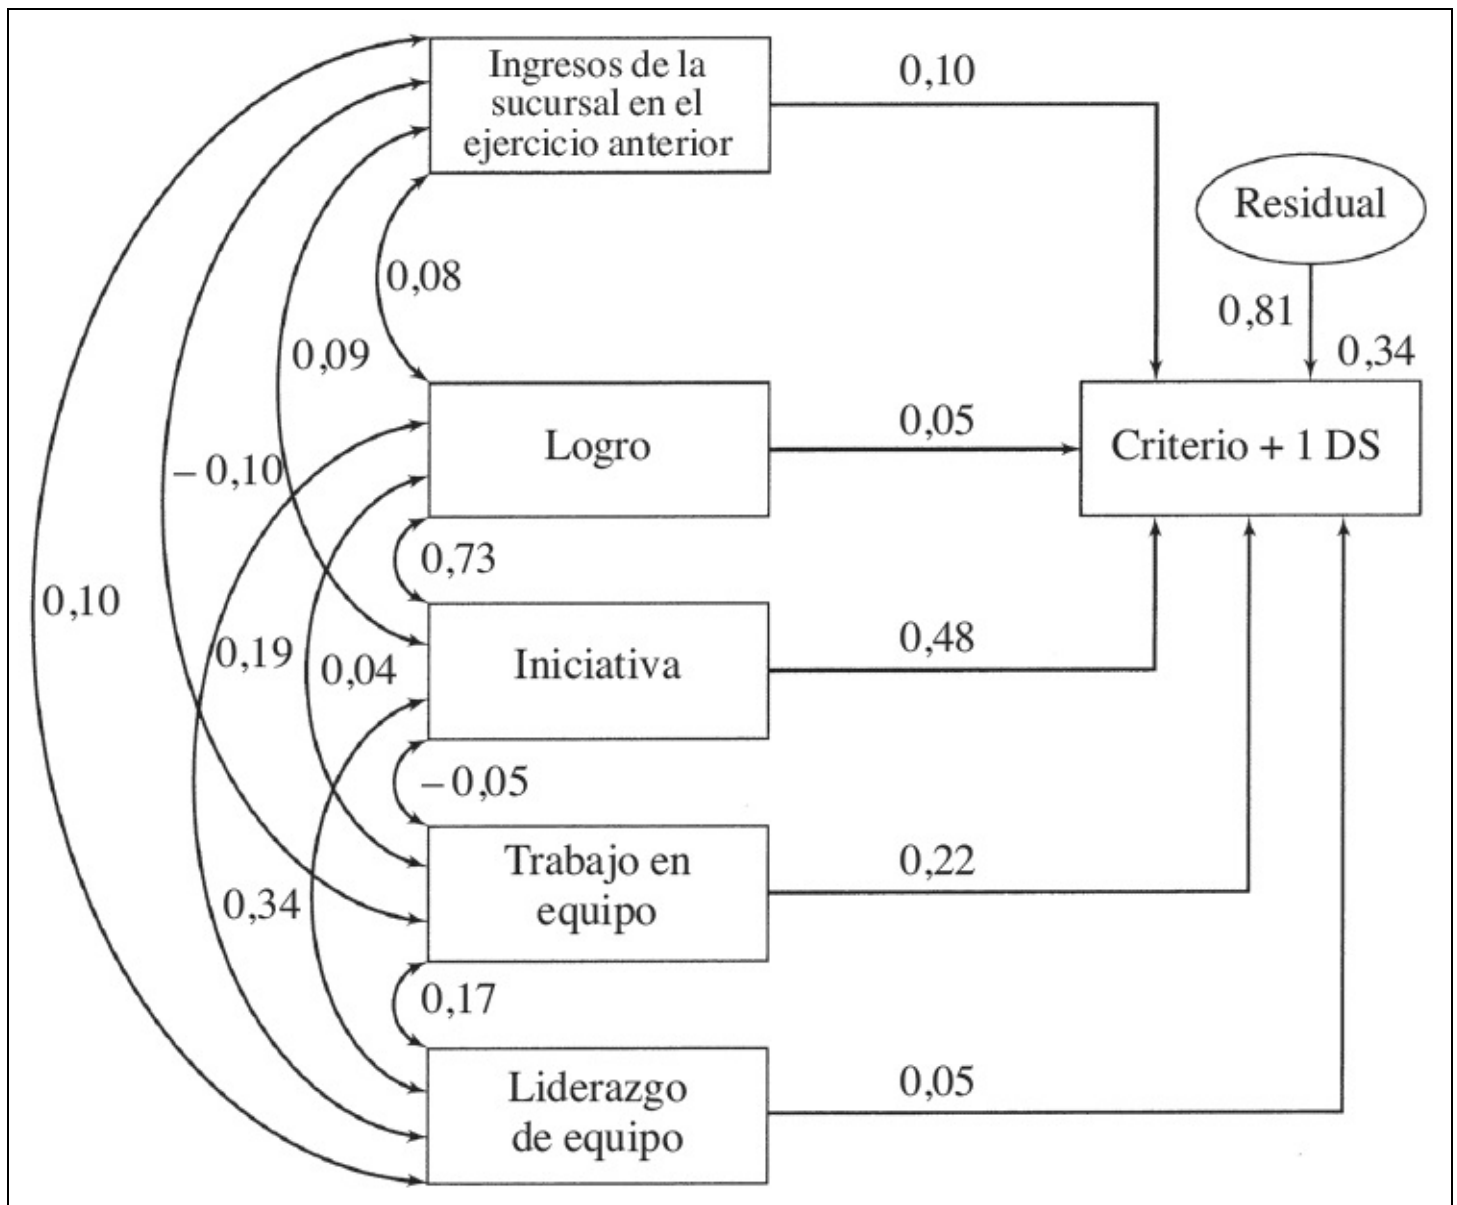 Ingresos de la
sucursal en el
ejercicio anterior
0,10
Residual
0,81
0,34
0,08
0,09
Logro
0,05
Criterio + 1 DS
– 0,10
0,73
0,10
Iniciativa
0,48
0,19
0,04
– 0,05
Trabajo en
equipo
0,22
0,34
0,17
Liderazgo
de equipo
0,05